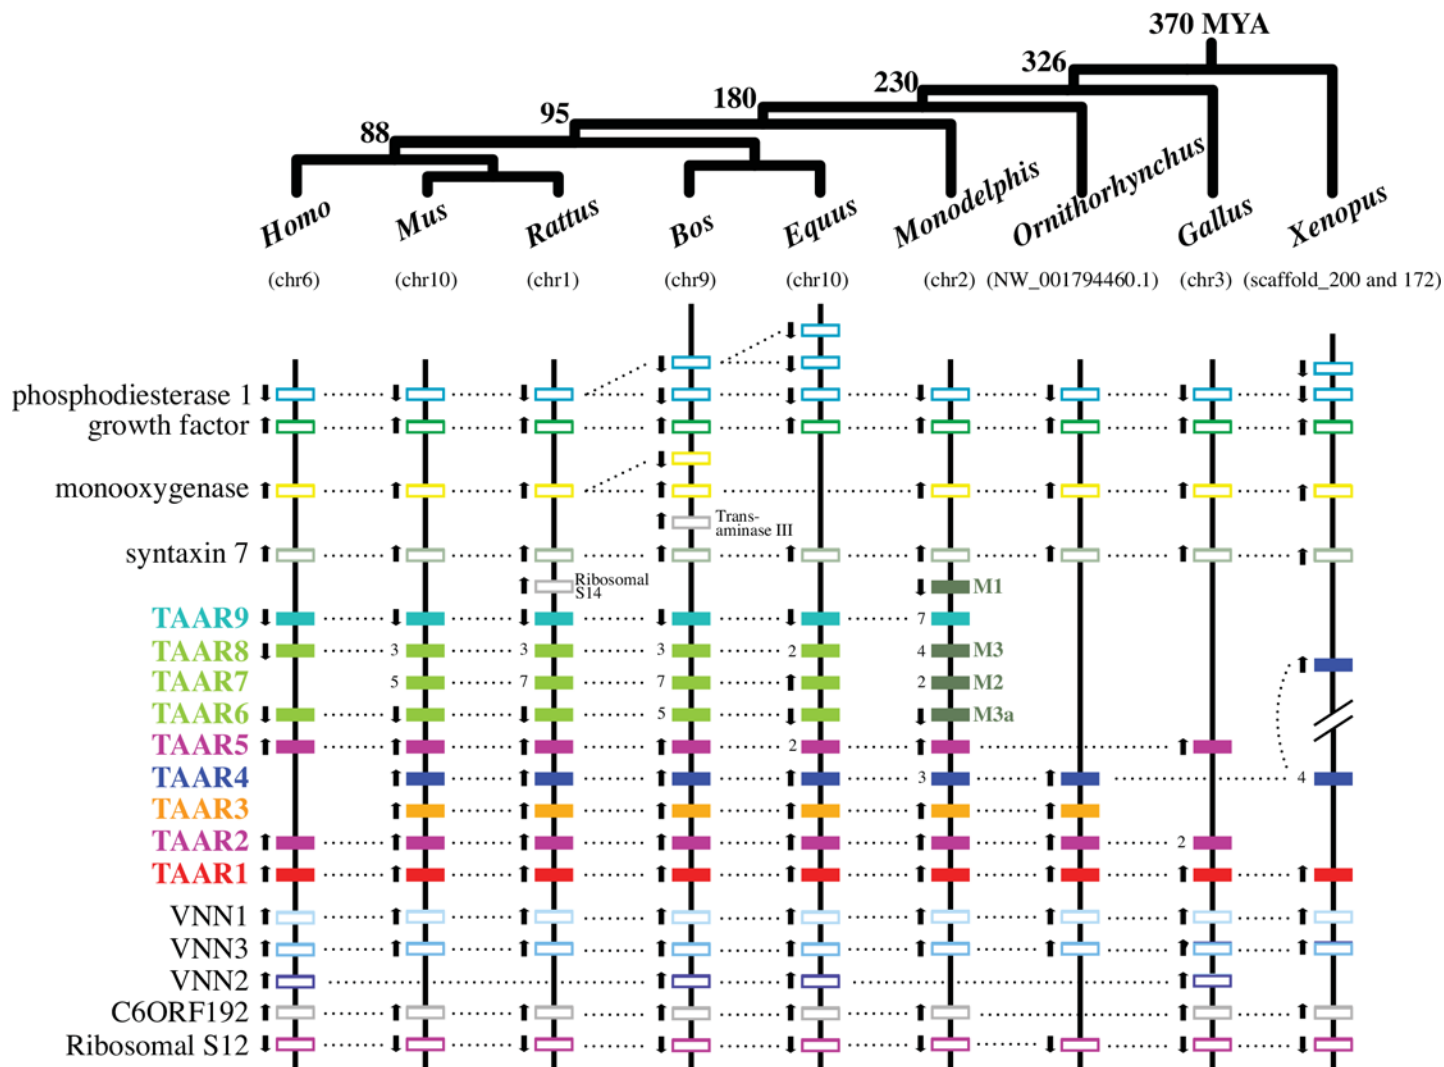 370 MYA
326
230
180
95
88
Homo Mus Rattus Bos Equus Monodelphis Ornithorhynchus Gallus Xenopus
(chr6) (chr10) (chr1) (chr9) (chr10) (chr2) (NW_001794460.1) (chr3) (scaffold_200 and 172)
phosphodiesterase 1
growth factor
monooxygenase
Trans-
aminase III
syntaxin 7
Ribosomal
S14
M1
TAAR9 7
TAAR8 3 3 3 2 4 M3
TAAR7 5 7 7 2 M2
TAAR6 5 M3a
TAAR5 2
TAAR4 3 4
TAAR3
TAAR2 2
TAAR1
VNN1
VNN3
VNN2
C6ORF192
Ribosomal S12